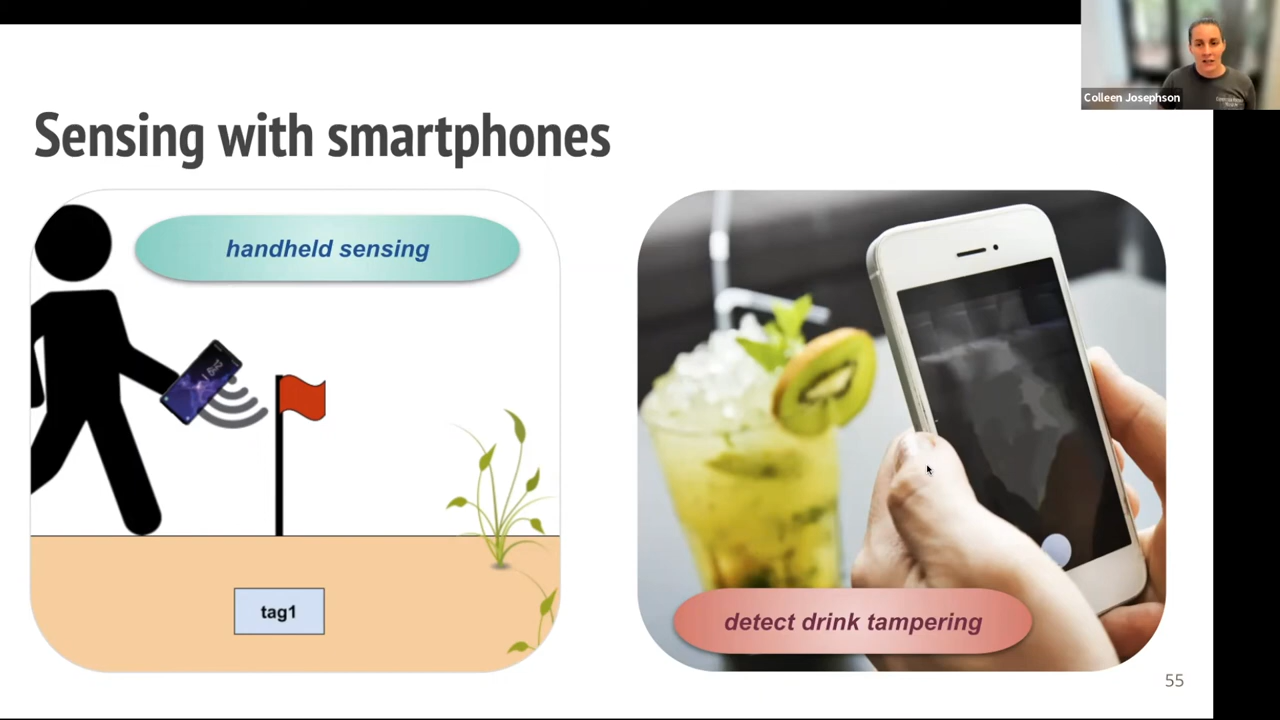 Colleen Josephson
Sensing with smartphones
handheld sensing
tag1
detect drink tampering
55